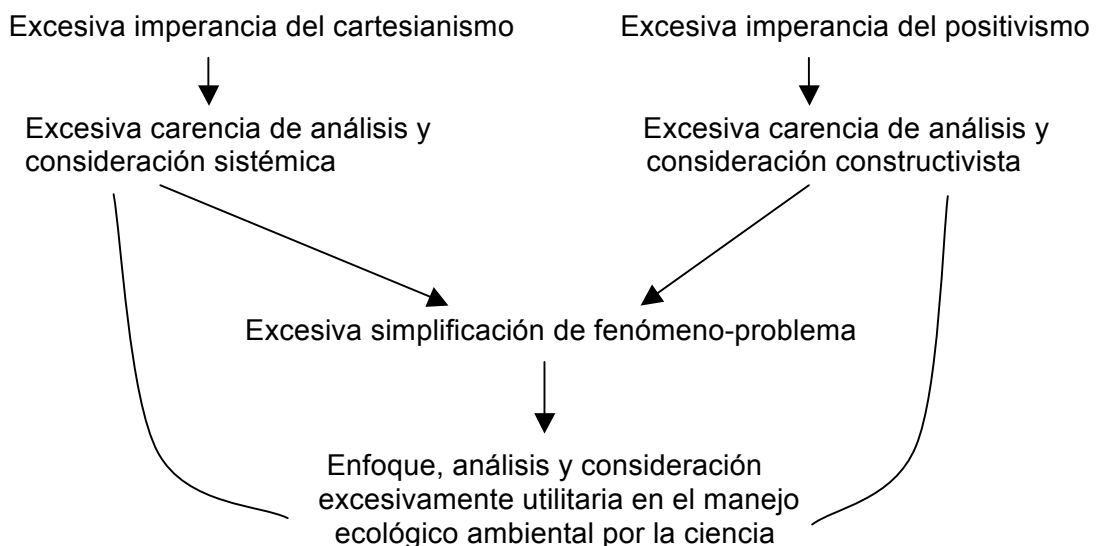 Excesiva imperancia del cartesianismo
Excesiva imperancia del positivismo
Excesiva carencia de análisis y
consideración sistémica
Excesiva carencia de análisis y
consideración constructivista
Excesiva simplificación de fenómeno-problema
Enfoque, análisis y consideración
excesivamente utilitaria en el manejo
ecológico ambiental por la ciencia